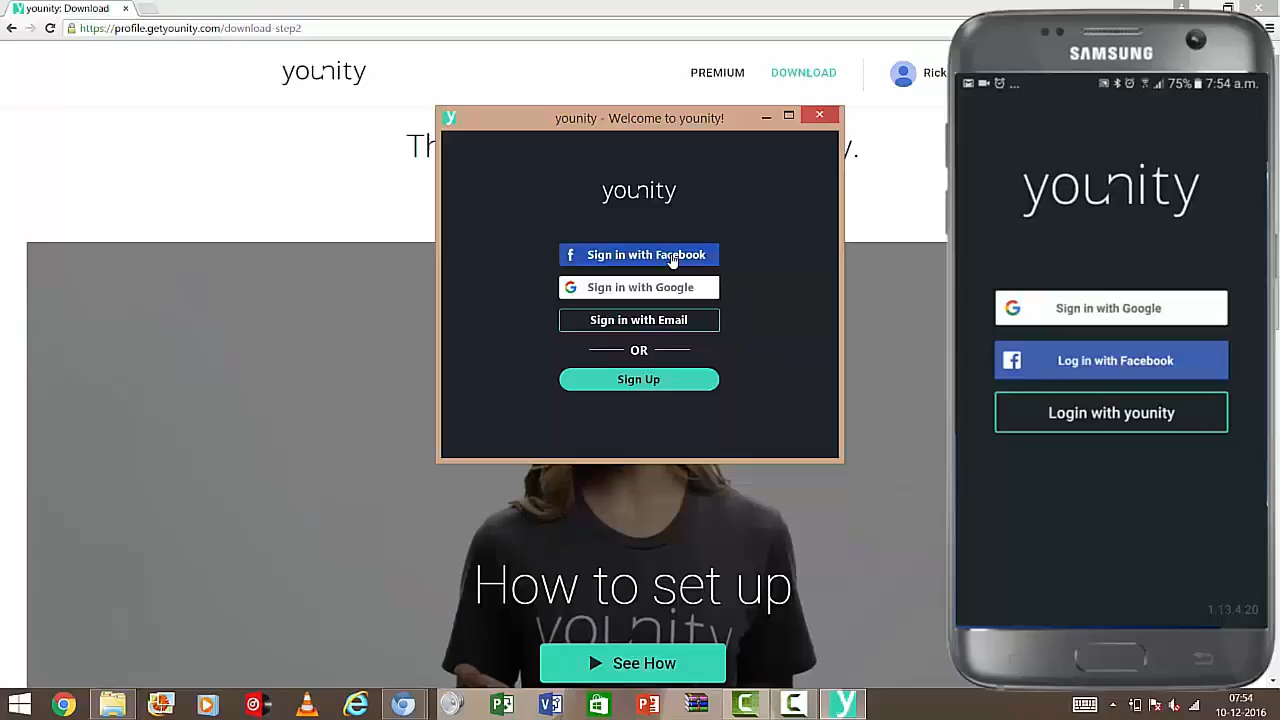 younity: Download
https://profile.getyounity.com/download-step2
younity
PREMIUM
DOWNLOAD
Rick
Th
y.
younity - Welcome to younity!
younity
Sign in with Facebook
Sign in with Google
Sign in with Email
OR
Sign Up
How to set up
younity
See How
SAMSUNG
75% 7:54 a.m.
younity
Sign in with Google
Log in with Facebook
Login with younity
1.13.4.20
07:54
10-12-2016